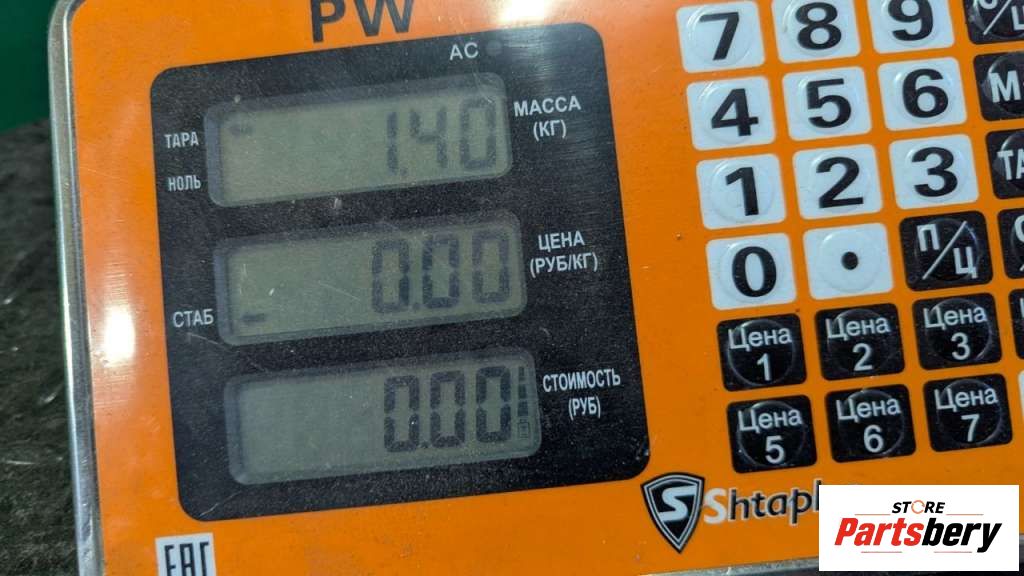 PW
AC
ТАРА
НОЛЬ
1.40
МАССА
(КГ)
0.00
ЦЕНА
(РУБ/КГ)
СТАБ
0.00
СТОИМОСТЬ
(РУБ)
7 8 9
4 5 6 М
1 2 3 ТА
0 . П/Ц
Цена 1
Цена 2
Цена 3
Цена 5
Цена 6
Цена 7
EAC
S Shtapl
STORE
Partsbery